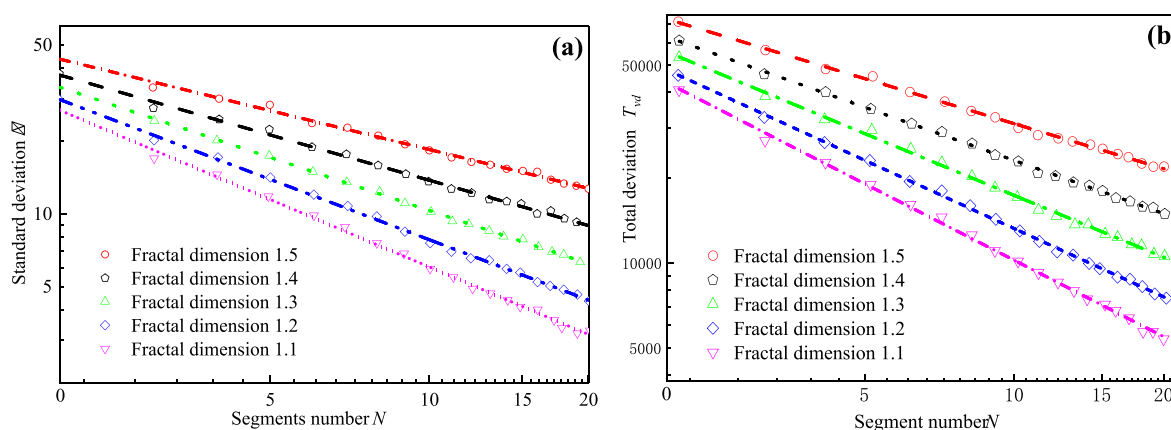 (a)
50
10
5
Standard deviation
Fractal dimension 1.5
Fractal dimension 1.4
Fractal dimension 1.3
Fractal dimension 1.2
Fractal dimension 1.1
0 5 10 15 20
Segments number N
(b)
50000
10000
5000
Total deviation Tvd
Fractal dimension 1.5
Fractal dimension 1.4
Fractal dimension 1.3
Fractal dimension 1.2
Fractal dimension 1.1
0 5 10 15 20
Segment number N